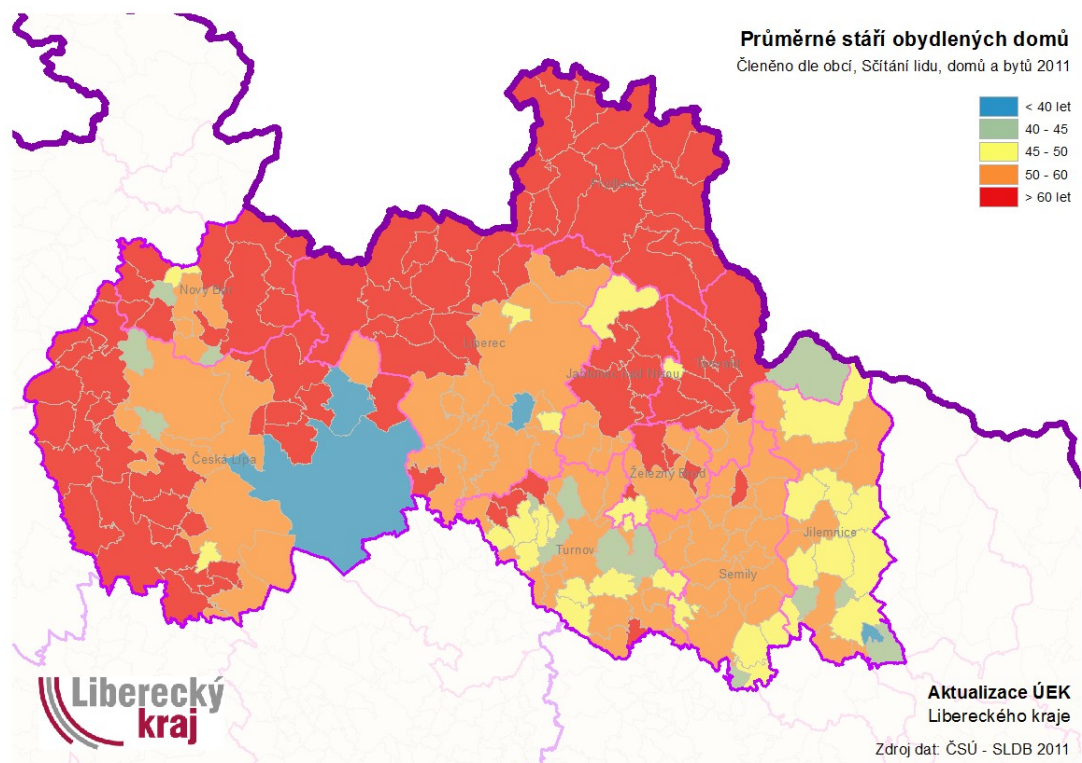 Průměrné stáří obydlených domů
Členěno dle obcí, Sčítání lidu, domů a bytů 2011
< 40 let
40 - 45
45 - 50
50 - 60
> 60 let
Frýdlant
Nový Bor
Liberec
Jablonec nad Nisou
Tanvald
Česká Lípa
Železný Brod
Turnov
Semily
Jilemnice
Liberecký
kraj
Aktualizace ÚEK
Libereckého kraje
Zdroj dat: ČSÚ - SLDB 2011